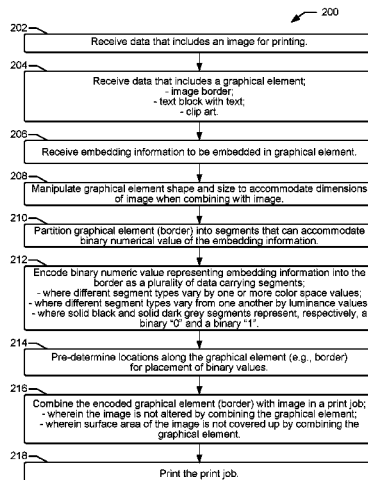 200
202
Receive data that includes an image for printing.
204
Receive data that includes a graphical element;
- image border;
- text block with text;
- clip art.
206
Receive embedding information to be embedded in graphical element.
208
Manipulate graphical element shape and size to accommodate dimensions
of image when combining with image.
210
Partition graphical element (border) into segments that can accommodate
binary numerical value of the embedding information.
212
Encode binary numeric value representing embedding information into the
border as a plurality of data carrying segments;
- where different segment types vary by one or more color space values;
- where different segment types vary from one another by luminance values
- where solid black and solid dark grey segments represent, respectively, a
binary "0" and a binary "1".
214
Pre-determine locations along the graphical element (e.g., border)
for placement of binary values.
216
Combine the encoded graphical element (border) with image in a print job;
- wherein the image is not altered by combining the graphical element;
- wherein surface area of the image is not covered up by combining the
graphical element.
218
Print the print job.